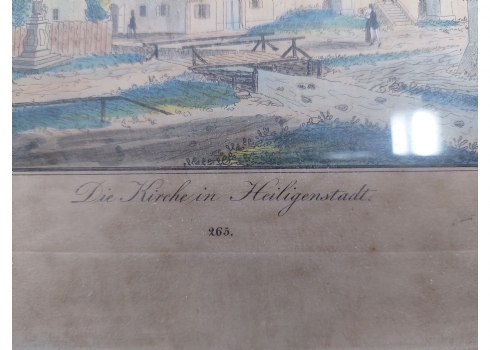 Die Kirche in Heiligenstadt.
265.